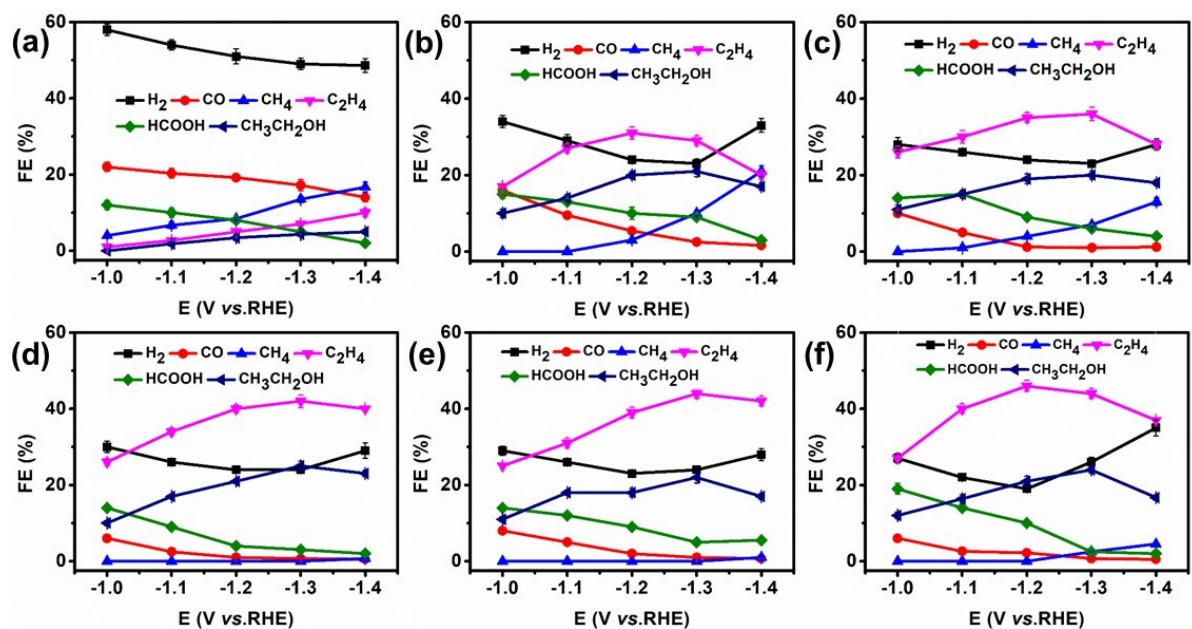 (a)
H₂ CO CH₄ C₂H₄
HCOOH CH₃CH₂OH
FE (%)
60
40
20
0
-1.0 -1.1 -1.2 -1.3 -1.4
E (V vs.RHE)
(b)
H₂ CO CH₄ C₂H₄
HCOOH CH₃CH₂OH
FE (%)
60
40
20
0
-1.0 -1.1 -1.2 -1.3 -1.4
E (V vs.RHE)
(c)
H₂ CO CH₄ C₂H₄
HCOOH CH₃CH₂OH
FE (%)
60
40
20
0
-1.0 -1.1 -1.2 -1.3 -1.4
E (V vs.RHE)
(d)
H₂ CO CH₄ C₂H₄
HCOOH CH₃CH₂OH
FE (%)
60
40
20
0
-1.0 -1.1 -1.2 -1.3 -1.4
E (V vs.RHE)
(e)
H₂ CO CH₄ C₂H₄
HCOOH CH₃CH₂OH
FE (%)
60
40
20
0
-1.0 -1.1 -1.2 -1.3 -1.4
E (V vs.RHE)
(f)
H₂ CO CH₄ C₂H₄
HCOOH CH₃CH₂OH
FE (%)
60
40
20
0
-1.0 -1.1 -1.2 -1.3 -1.4
E (V vs.RHE)